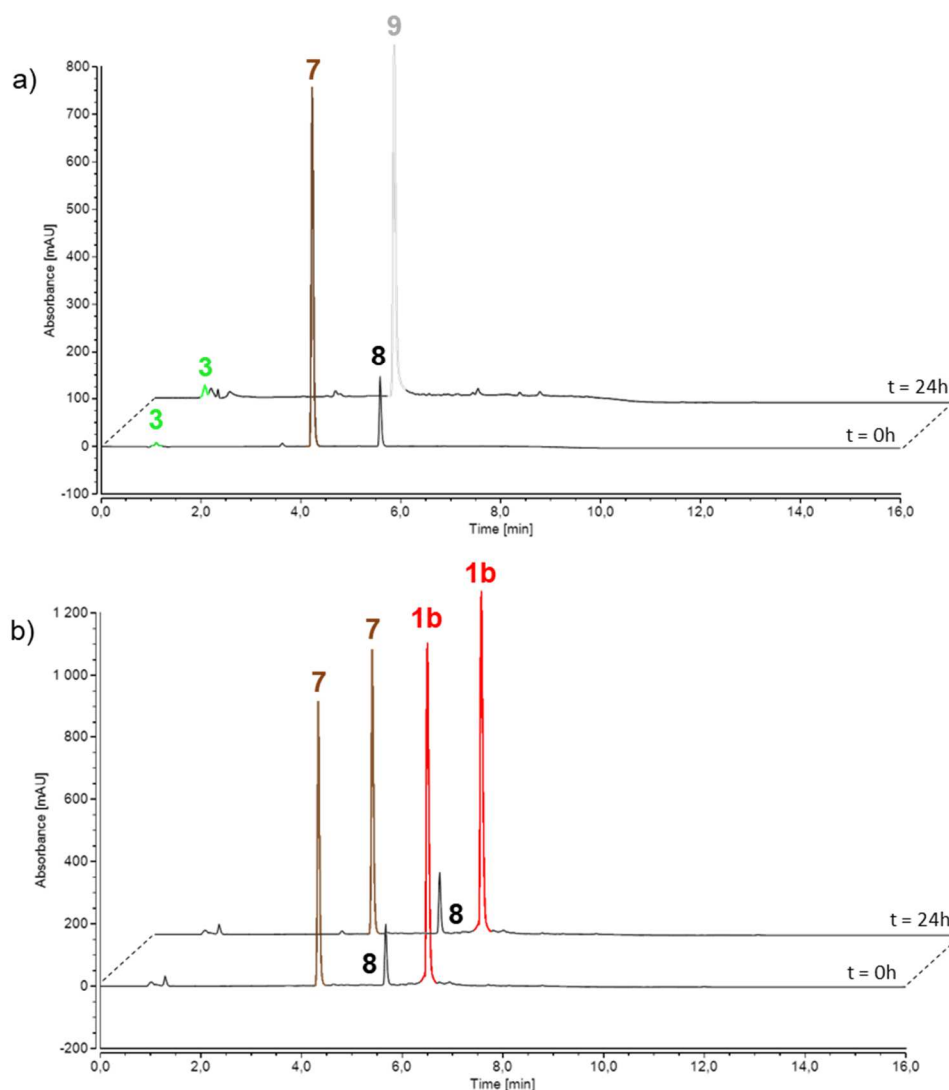 a)
9
7
8
3
3
Absorbance [mAU]
800
700
600
500
400
300
200
100
0
-100
t = 24h
t = 0h
0,0 2,0 4,0 6,0 8,0 10,0 12,0 14,0 16,0
Time [min]
b)
1b
1b
7
7
8
8
Absorbance [mAU]
1 200
1 000
800
600
400
200
0
-200
t = 24h
t = 0h
0,0 2,0 4,0 6,0 8,0 10,0 12,0 14,0 16,0
Time [min]